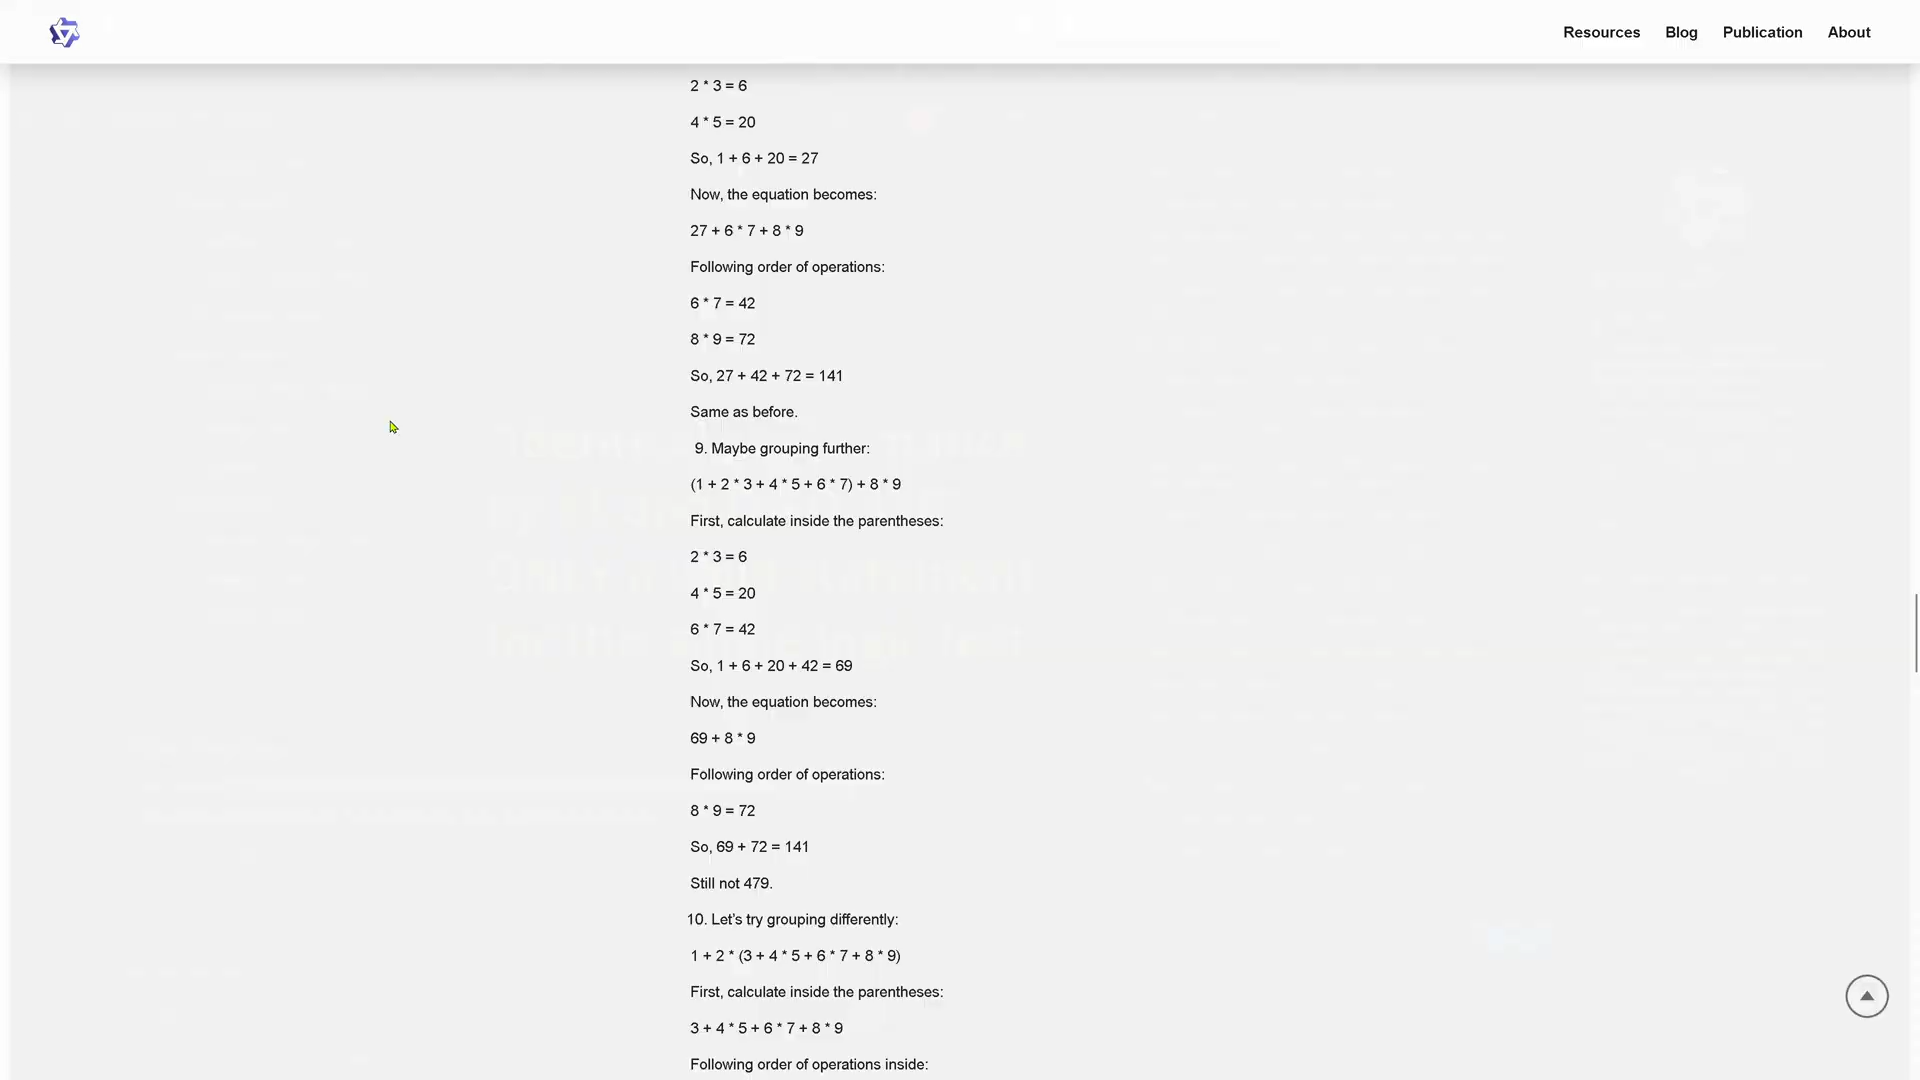 Resources Blog Publication About
2 * 3 = 6
4 * 5 = 20
So, 1 + 6 + 20 = 27
Now, the equation becomes:
27 + 6 * 7 + 8 * 9
Following order of operations:
6 * 7 = 42
8 * 9 = 72
So, 27 + 42 + 72 = 141
Same as before.
9. Maybe grouping further:
(1 + 2 * 3 + 4 * 5 + 6 * 7) + 8 * 9
First, calculate inside the parentheses:
2 * 3 = 6
4 * 5 = 20
6 * 7 = 42
So, 1 + 6 + 20 + 42 = 69
Now, the equation becomes:
69 + 8 * 9
Following order of operations:
8 * 9 = 72
So, 69 + 72 = 141
Still not 479.
10. Let’s try grouping differently:
1 + 2 * (3 + 4 * 5 + 6 * 7 + 8 * 9)
First, calculate inside the parentheses:
3 + 4 * 5 + 6 * 7 + 8 * 9
Following order of operations inside: